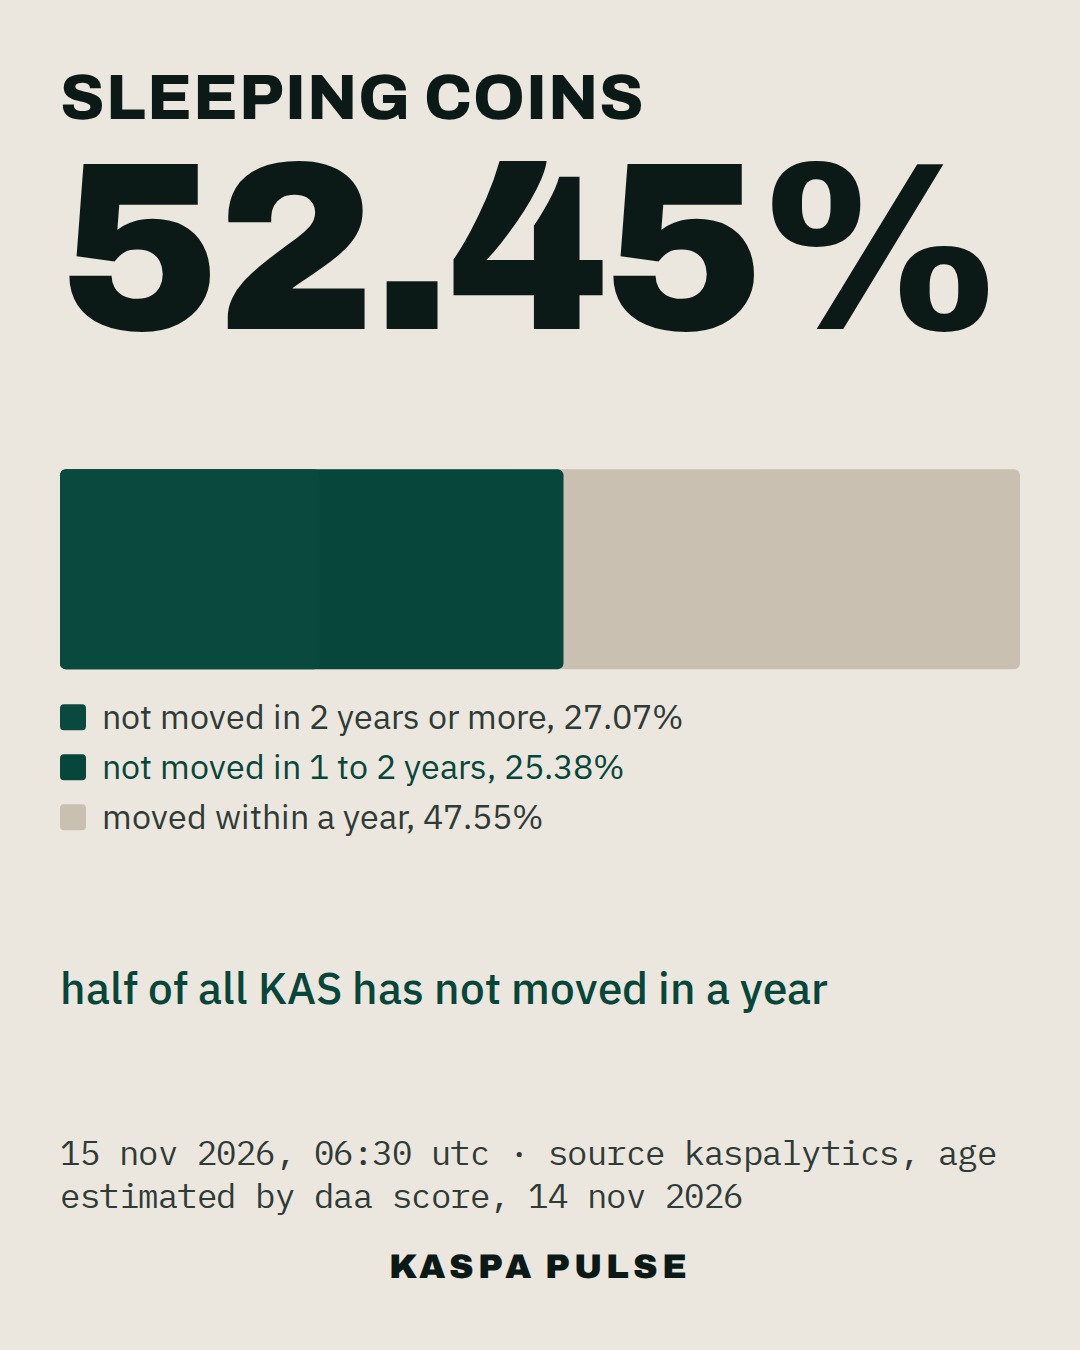 SLEEPING COINS
52.45%
not moved in 2 years or more, 27.07%
not moved in 1 to 2 years, 25.38%
moved within a year, 47.55%
half of all KAS has not moved in a year
15 nov 2026, 06:30 utc · source kaspalytics, age
estimated by daa score, 14 nov 2026
KASPA PULSE